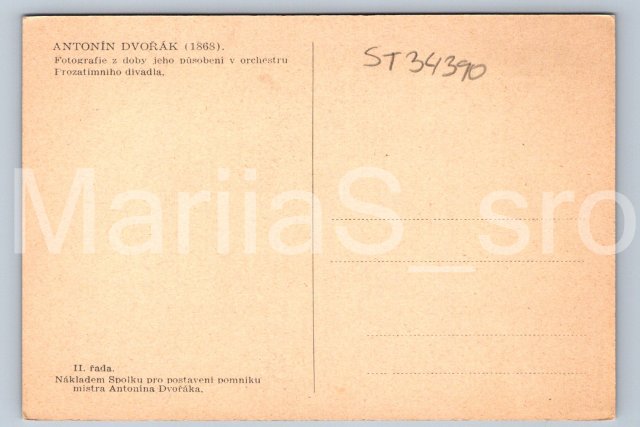 ANTONÍN DVOŘÁK (1868).
Fotografie z doby jeho působení v orchestru
Prozatimního divadla.
ST34390
MariiaS_sro
II. řada.
Nákladem Spolku pro postavení pomníku
mistra Antonína Dvořáka.